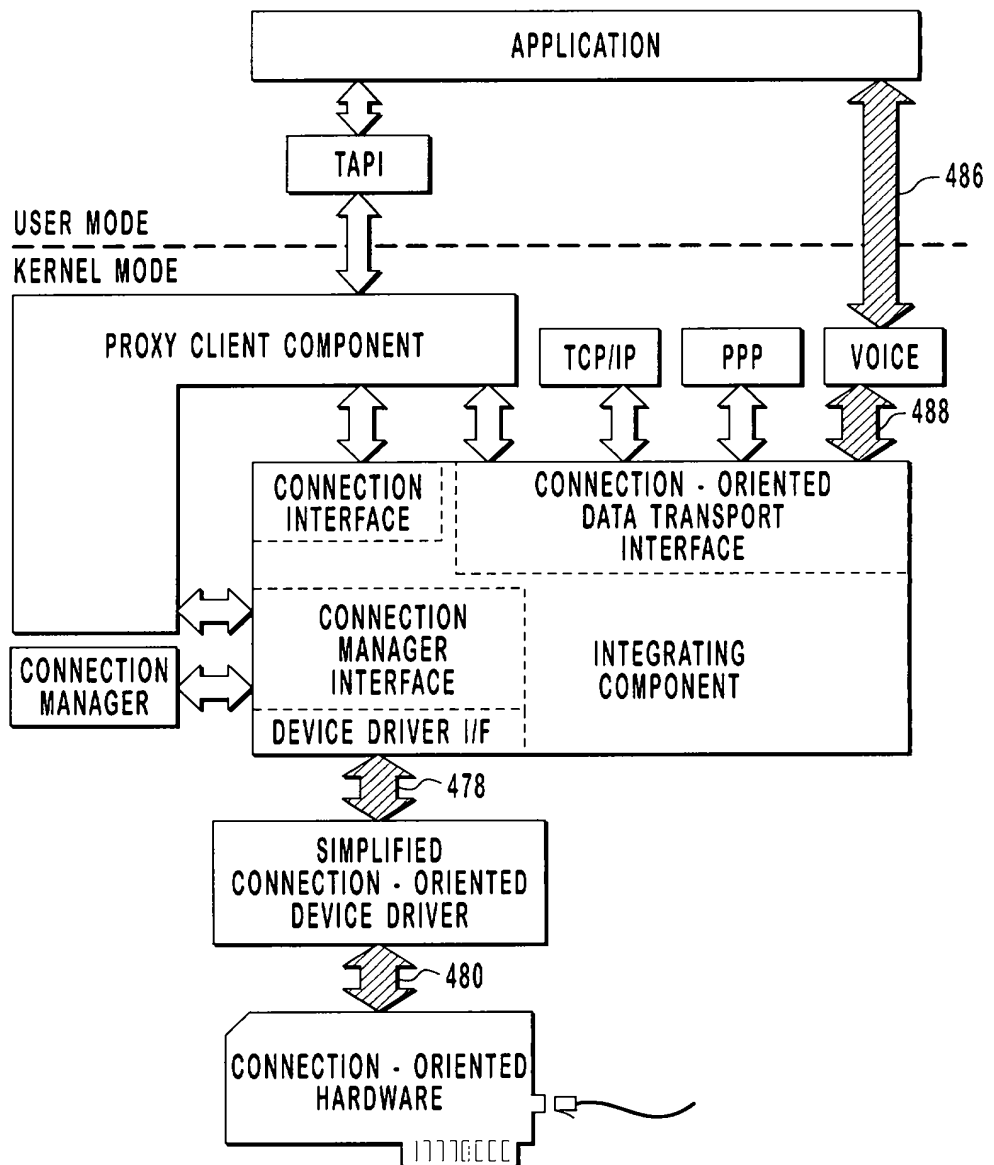 APPLICATION
TAPI
486
USER MODE
KERNEL MODE
PROXY CLIENT COMPONENT
TCP/IP
PPP
VOICE
488
CONNECTION
INTERFACE
CONNECTION - ORIENTED
DATA TRANSPORT
INTERFACE
CONNECTION
MANAGER
INTERFACE
INTEGRATING
COMPONENT
CONNECTION
MANAGER
DEVICE DRIVER I/F
478
SIMPLIFIED
CONNECTION - ORIENTED
DEVICE DRIVER
480
CONNECTION - ORIENTED
HARDWARE